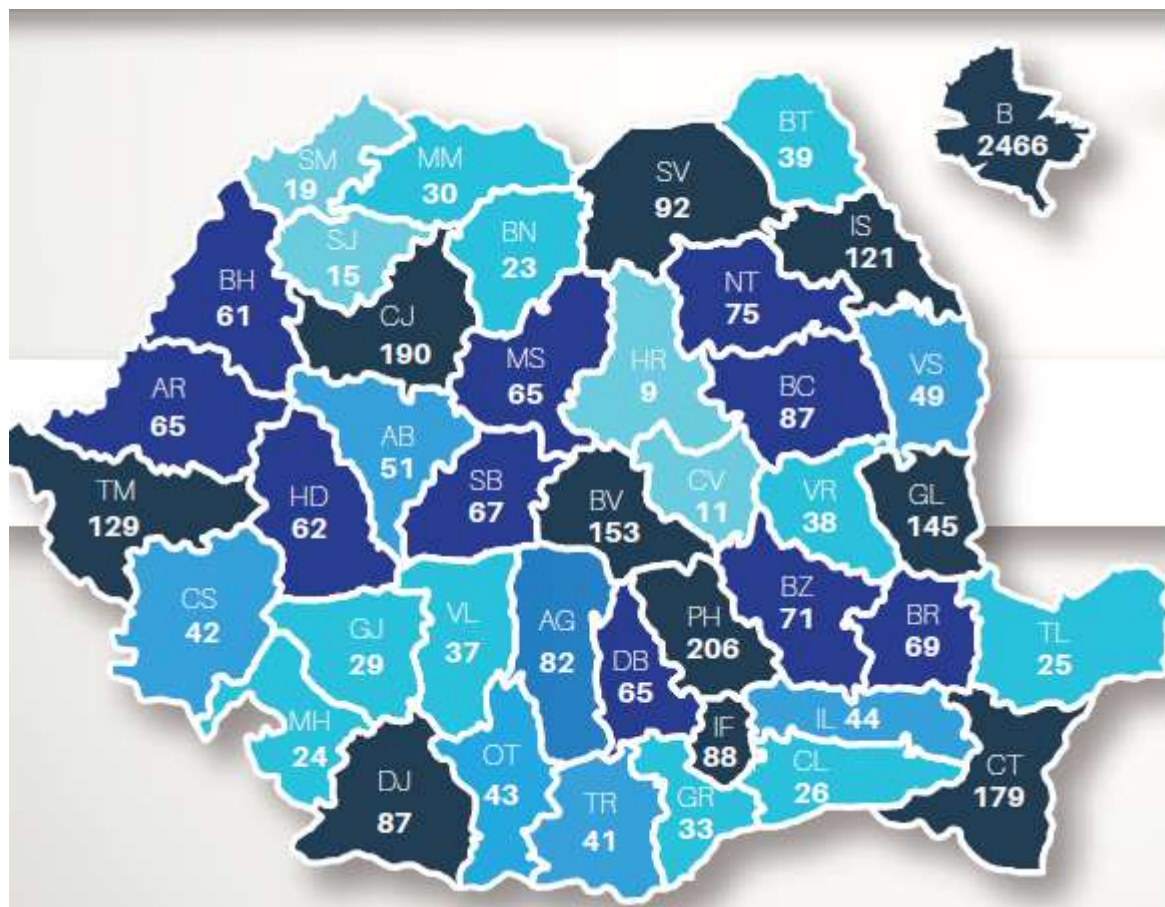 B
2466
BT
39
SM
19
MM
30
SV
92
IS
121
BN
23
SJ
15
BH
61
NT
75
CJ
190
MS
65
HR
9
VS
49
BC
87
AR
65
AB
51
SB
67
CV
11
VR
38
GL
145
TM
129
HD
62
BV
153
CS
42
GJ
29
VL
37
AG
82
DB
65
PH
206
BZ
71
BR
69
TL
25
MH
24
OT
43
IF
88
IL 44
DJ
87
TR
41
GR
33
CL
26
CT
179